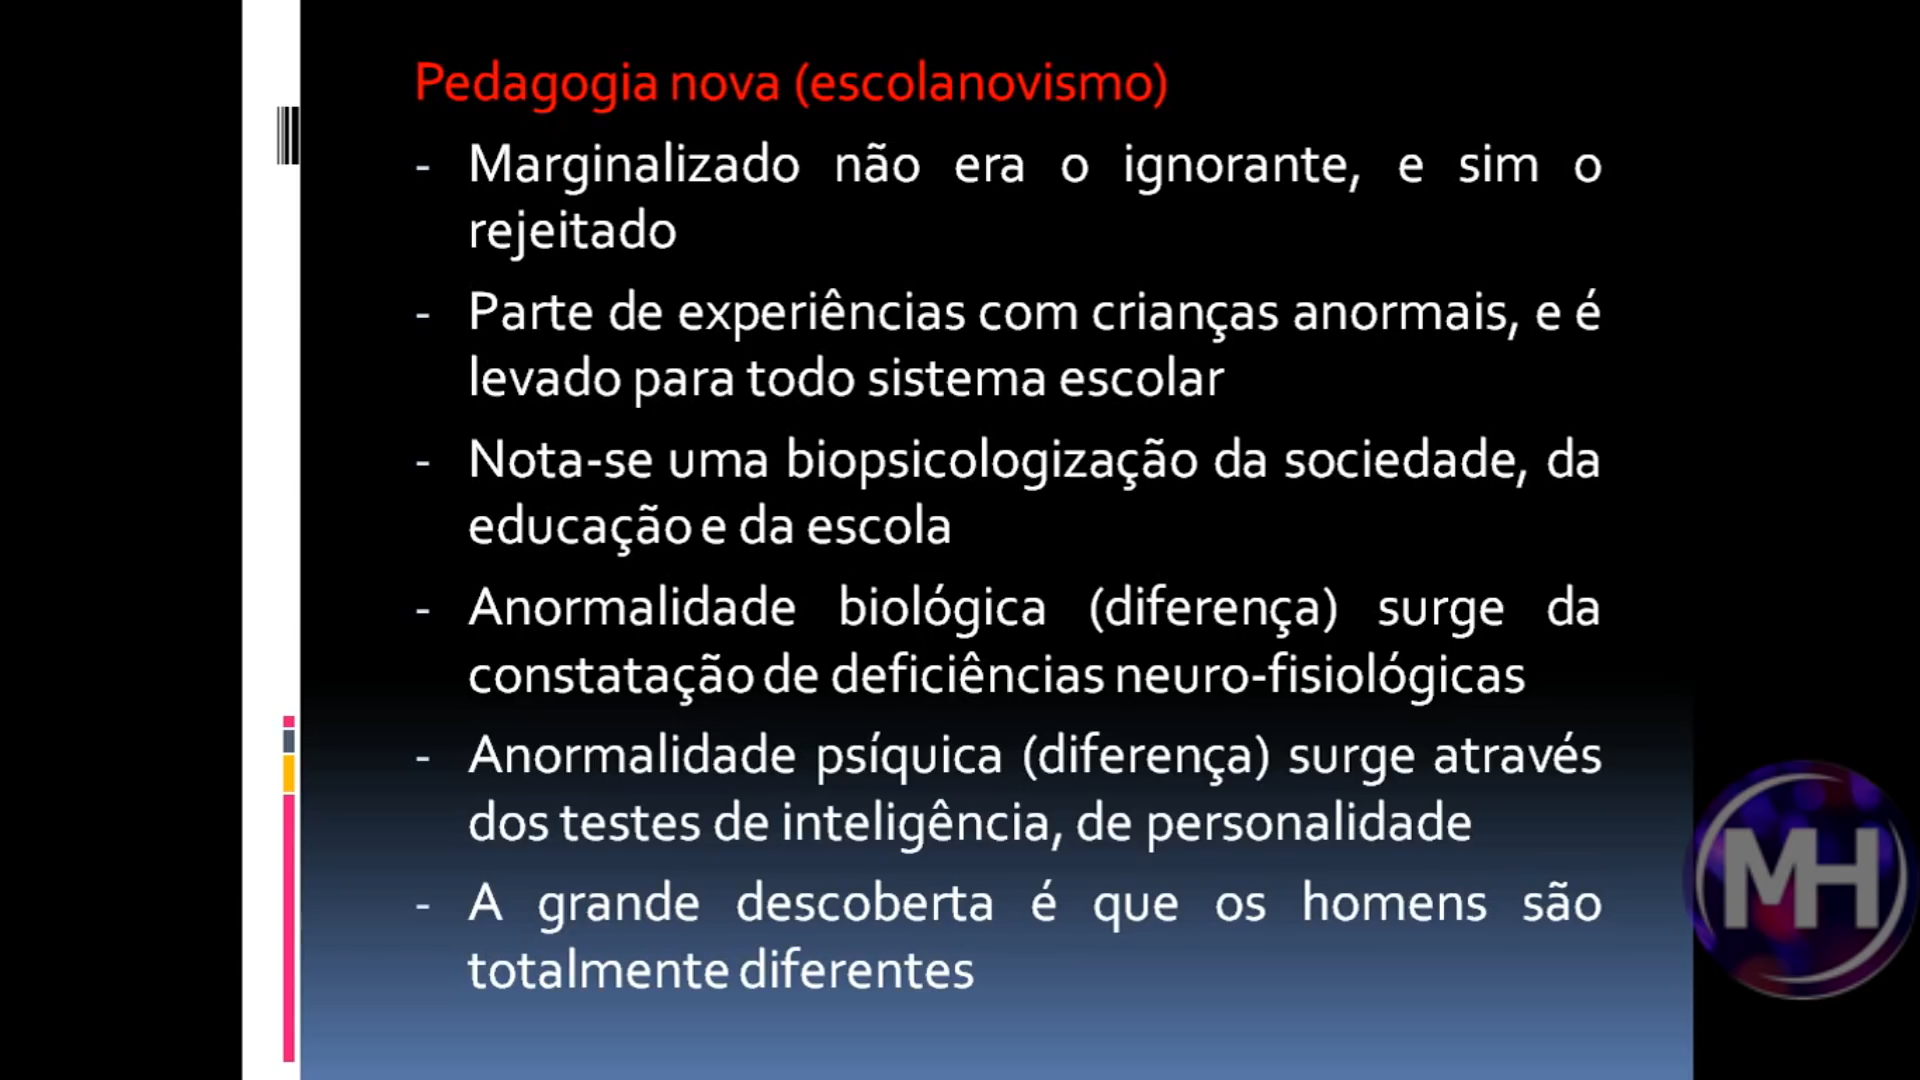 Pedagogia nova (escolanovismo)
- Marginalizado não era o ignorante, e sim o
rejeitado
- Parte de experiências com crianças anormais, e é
levado para todo sistema escolar
- Nota-se uma biopsicologização da sociedade, da
educação e da escola
- Anormalidade biológica (diferença) surge da
constatação de deficiências neuro-fisiológicas
- Anormalidade psíquica (diferença) surge através
dos testes de inteligência, de personalidade
- A grande descoberta é que os homens são
totalmente diferentes
MH